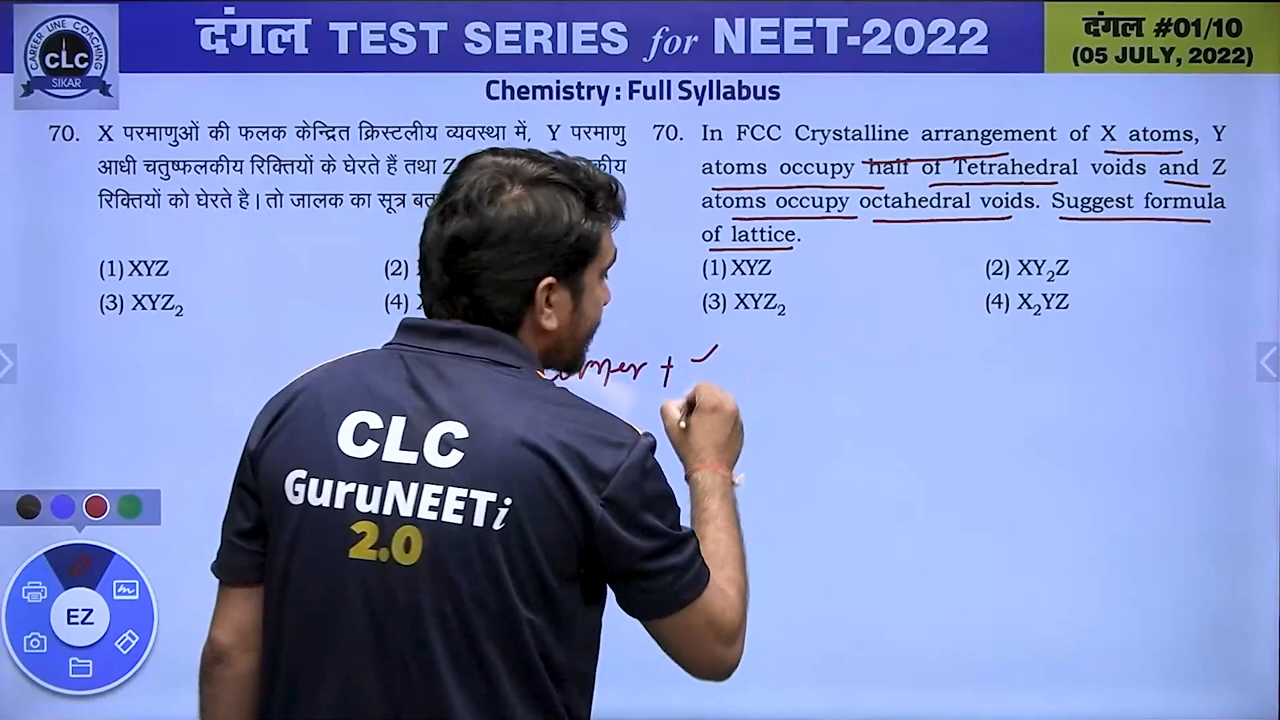 दंगल TEST SERIES for NEET-2022
दंगल #01/10
(05 JULY, 2022)
CAREER LINE COACHING
CLC
SIKAR
Chemistry : Full Syllabus
70. X परमाणुओं की फलक केन्द्रित क्रिस्टलीय व्यवस्था में, Y परमाणु
आधी चतुष्फलकीय रिक्तियों के घेरते हैं तथा Z
रिक्तियों को घेरते है। तो जालक का सूत्र
(1) XYZ
(2)
(3) XYZ₂
(4)
70. In FCC Crystalline arrangement of X atoms, Y
atoms occupy half of Tetrahedral voids and Z
atoms occupy octahedral voids. Suggest formula
of lattice.
(1) XYZ
(2) XY₂Z
(3) XYZ₂
(4) X₂YZ
+
CLC
GuruNEETi
2.0
EZ